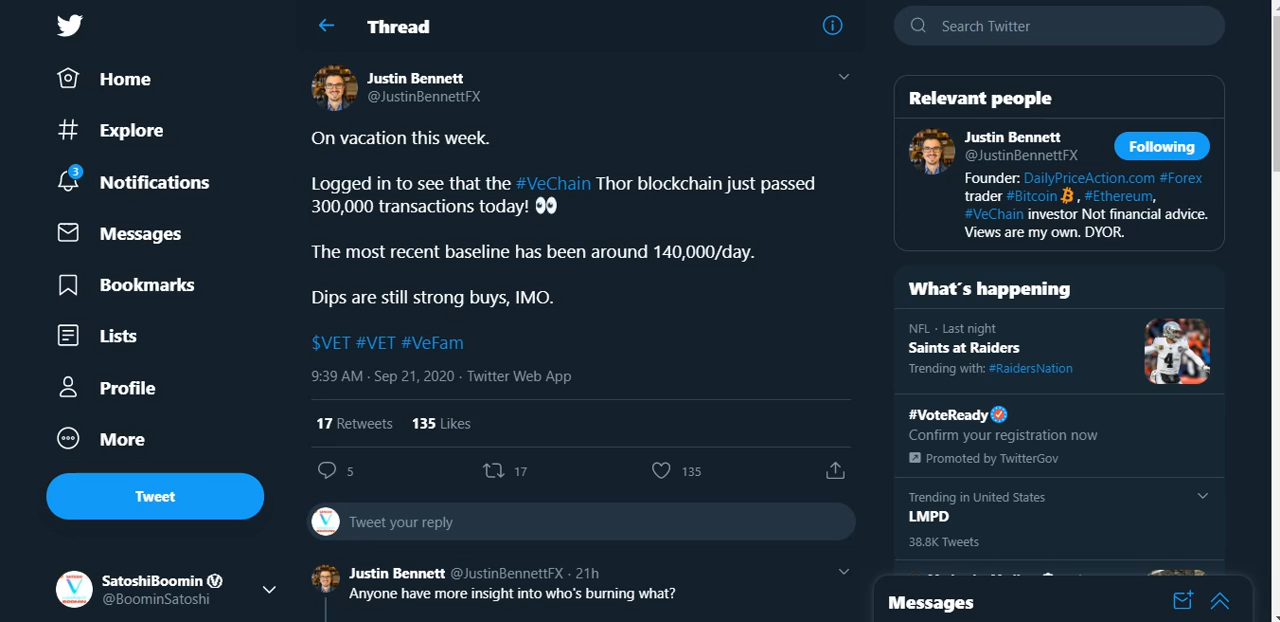 Home
Explore
3
Notifications
Messages
Bookmarks
Lists
Profile
More
Tweet
SatoshiBoomin
@BoominSatoshi
Thread
Justin Bennett
@JustinBennettFX
On vacation this week.
Logged in to see that the #VeChain Thor blockchain just passed
300,000 transactions today! 👀
The most recent baseline has been around 140,000/day.
Dips are still strong buys, IMO.
$VET #VET #VeFam
9:39 AM · Sep 21, 2020 · Twitter Web App
17 Retweets 135 Likes
5 17 135
Tweet your reply
Justin Bennett @JustinBennettFX · 21h
Anyone have more insight into who's burning what?
Search Twitter
Relevant people
Justin Bennett
@JustinBennettFX
Following
Founder: DailyPriceAction.com #Forex
trader #Bitcoin , #Ethereum,
#VeChain investor Not financial advice.
Views are my own. DYOR.
What's happening
NFL · Last night
Saints at Raiders
Trending with: #RaidersNation
#VoteReady
Confirm your registration now
Promoted by TwitterGov
Trending in United States
LMPD
38.8K Tweets
Messages